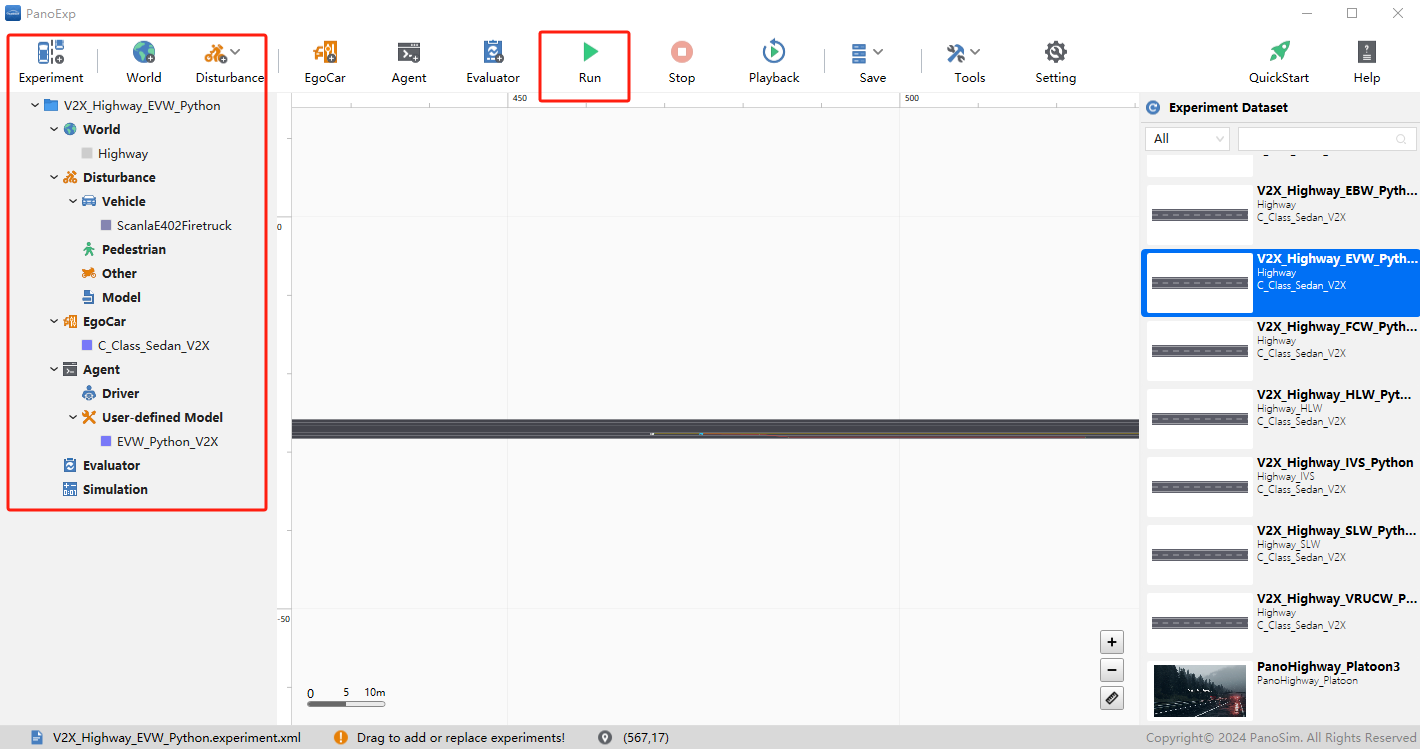 PanoExp
Experiment
World
Disturbance
EgoCar
Agent
Evaluator
Run
Stop
Playback
Save
Tools
Setting
QuickStart
Help
V2X_Highway_EVW_Python
World
Highway
Disturbance
Vehicle
ScanlaE402Firetruck
Pedestrian
Other
Model
EgoCar
C_Class_Sedan_V2X
Agent
Driver
User-defined Model
EVW_Python_V2X
Evaluator
Simulation
450
500
0
-50
0 5 10m
+
−
Experiment Dataset
All
V2X_Highway_EBW_Pyth...
Highway
C_Class_Sedan_V2X
V2X_Highway_EVW_Pyth...
Highway
C_Class_Sedan_V2X
V2X_Highway_FCW_Pyth...
Highway
C_Class_Sedan_V2X
V2X_Highway_HLW_Pyt...
Highway_HLW
C_Class_Sedan_V2X
V2X_Highway_IVS_Python
Highway_IVS
C_Class_Sedan_V2X
V2X_Highway_SLW_Pyth...
Highway_SLW
C_Class_Sedan_V2X
V2X_Highway_VRUCW_P...
Highway
C_Class_Sedan_V2X
PanoHighway_Platoon3
PanoHighway_Platoon
V2X_Highway_EVW_Python.experiment.xml
Drag to add or replace experiments!
(567,17)
Copyright© 2024 PanoSim. All Rights Reserved